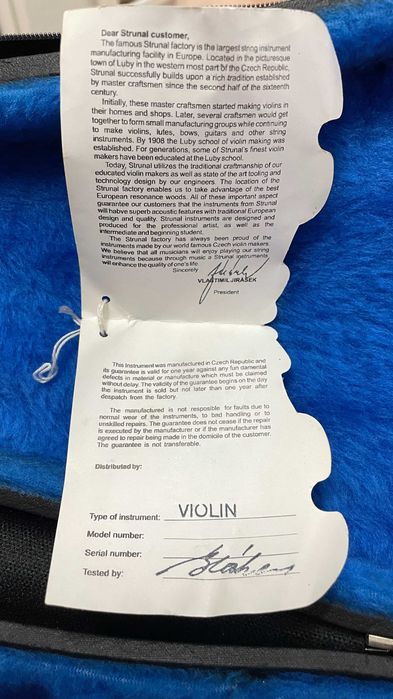 Dear Strunal customer,
The famous Strunal factory is the largest string instrument
manufacturing facility in Europe. Located in the picturesque
town of Luby in the western most part of the Czech Republic,
Strunal successfully builds upon a rich tradition established
by master craftsmen since the second half of the sixteenth
century.
Initially, these master craftsmen started making violins in
their homes and shops. Later, several craftsmen would get
together to form small manufacturing groups while continuing
to make violins, lutes, bows, guitars and other string
instruments. By 1908 the Luby school of violin making was
established. For generations, some of Strunal's finest violin
makers have been educated at the Luby school.
Today, Strunal utilizes the traditional craftmanship of our
educated violin makers as well as state of the art tooling and
technology design by our engineers. The location of the
Strunal factory enables us to take advantage of the best
European resonance woods. All of these important aspect
guarantee our customers that the instruments from Strunal
will habve superb acoustic features with traditional European
design and quality. Strunal instruments are designed and
produced for the professional artist, as well as the
intermediate and beginning student.
The Strunal factory has always been proud of the
instruments made by our world famous Czech violin makers.
We believe that all musicians will enjoy playing our string
instruments because through music a Strunal instruments
will enhance the quality of one's life.
Sincerely
VLASTIMIL JIRASEK
President
This Instrument was manufactured in Czech Republic and
its guarantee is valid for one year against any fun damental
defects in material or manufacture which must be claimed
without delay. The validity of the guarantee begins on the day
the instrument is sold but not later than one year after
despatch from the factory.
The manufactured is not resposible for faults due to
normal wear of the instruments, to bad handling or to
unskilled repairs. The guarantee does not cease if the repair
is executed by the manufacturer or if the manufacturer has
agreed to repair being made in the domicile of the customer.
The guarantee is not transferable.
Distributed by:
Type of instrument: VIOLIN
Model number:
Serial number:
Tested by: